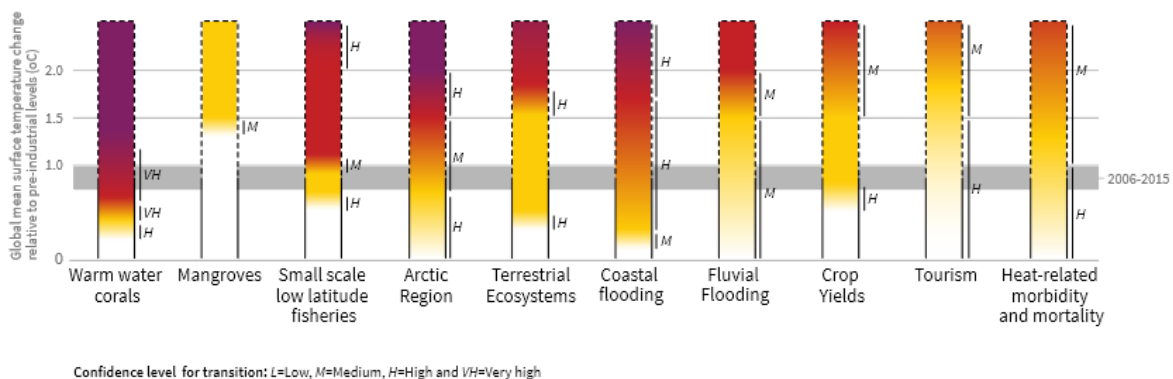 Global mean surface temperature change
relative to pre-industrial levels (oC)
2.0
1.5
1.0
0
2006-2015
VH
VH
H
M
H
M
H
H
M
H
H
H
H
H
M
M
M
M
H
M
H
M
H
Warm water
corals
Mangroves
Small scale
low latitude
fisheries
Arctic
Region
Terrestrial
Ecosystems
Coastal
flooding
Fluvial
Flooding
Crop
Yields
Tourism
Heat-related
morbidity
and mortality
Confidence level for transition: L=Low, M=Medium, H=High and VH=Very high